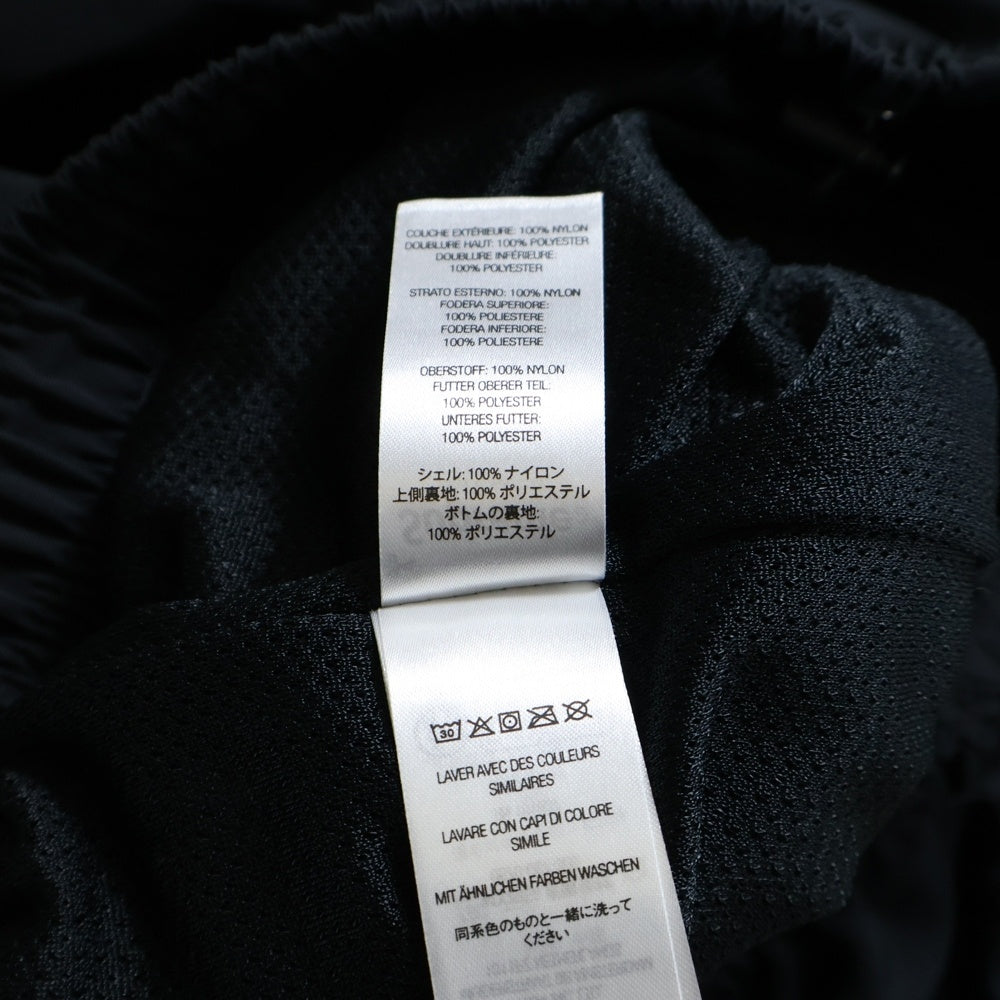 COUCHE EXTÉRIEURE: 100% NYLON
DOUBLURE HAUT: 100% POLYESTER
DOUBLURE INFÉRIEURE:
100% POLYESTER
STRATO ESTERNO: 100% NYLON
FODERA SUPERIORE:
100% POLIESTERE
FODERA INFERIORE:
100% POLIESTERE
OBERSTOFF: 100% NYLON
FUTTER OBERER TEIL:
100% POLYESTER
UNTERES FUTTER:
100% POLYESTER
シェル: 100% ナイロン
上側裏地: 100% ポリエステル
ボトムの裏地:
100% ポリエステル
30
LAVER AVEC DES COULEURS
SIMILAIRES
LAVARE CON CAPI DI COLORE
SIMILE
MIT ÄHNLICHEN FARBEN WASCHEN
同系色のものと一緒に洗って
ください